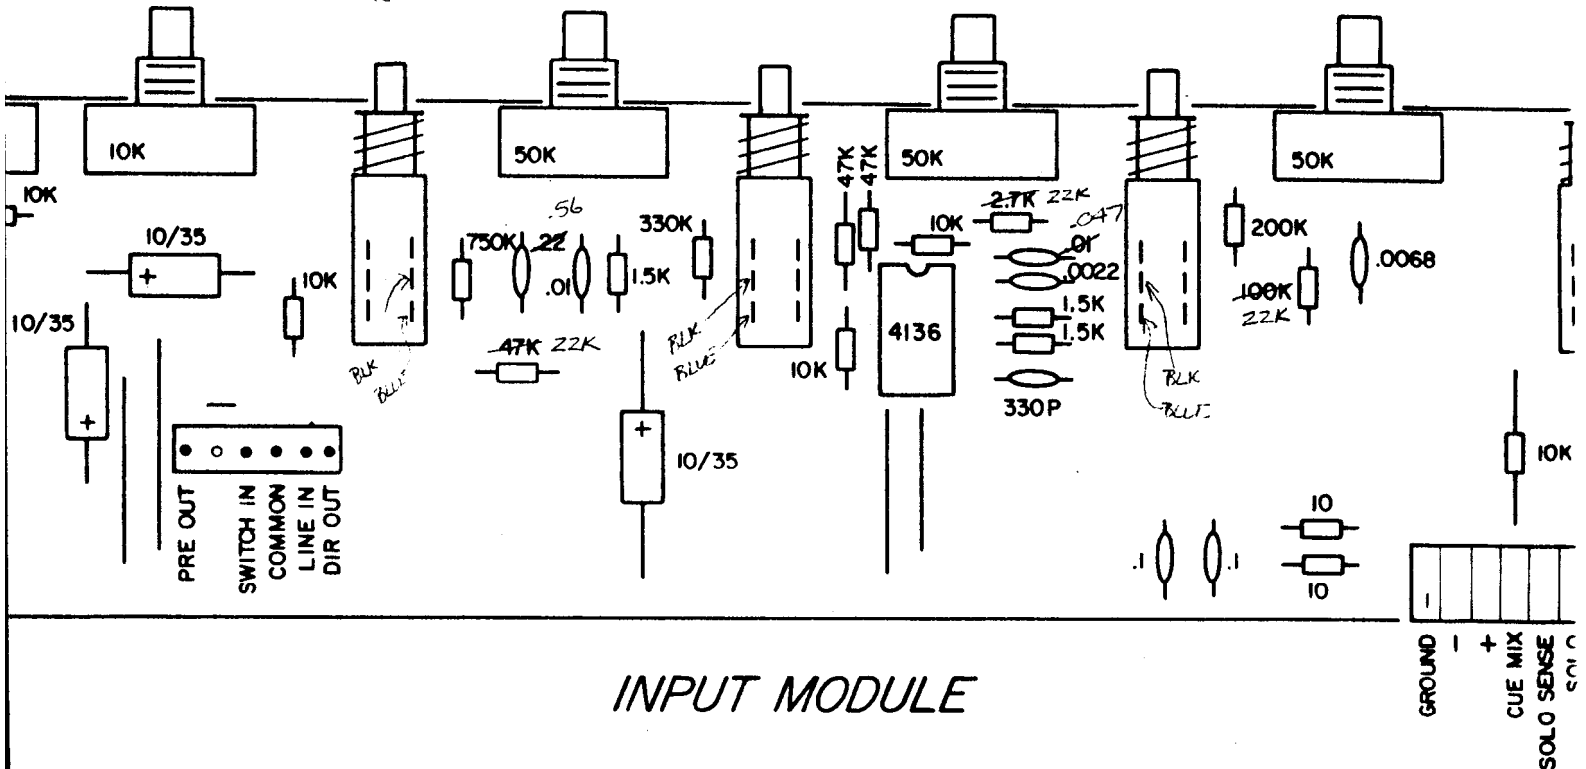 10K
50K
50K
50K
10K
10/35
10/35
10K
750K
.22
.56
.01
1.5K
330K
47K
47K
10K
2.7K 22K
.047
.01
.0022
1.5K
1.5K
330P
4136
10K
47K 22K
BLK
BLUE
BLK
BLUE
BLK
BLUE
200K
100K
22K
.0068
10/35
10K
PRE OUT
SWITCH IN
COMMON
LINE IN
DIR OUT
.1
.1
10
10
GROUND
-
+
CUE MIX
SOLO SENSE
SOLO
INPUT MODULE